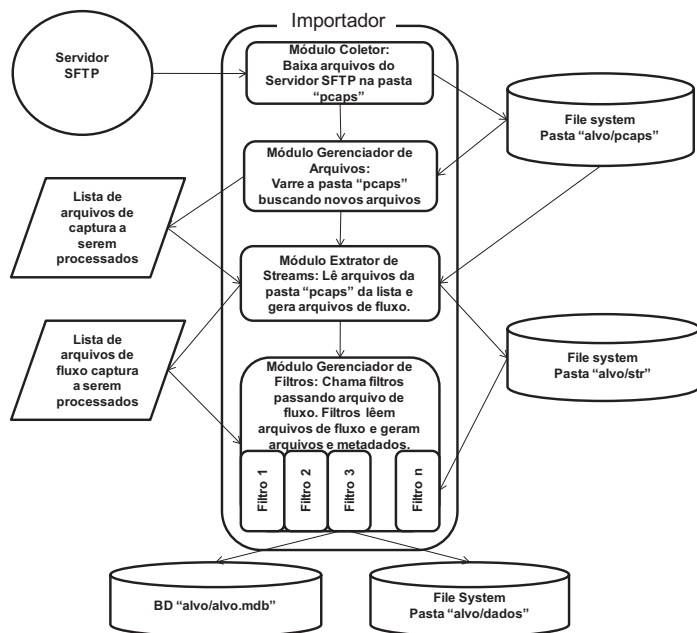 Importador
Servidor
SFTP
Módulo Coletor:
Baixa arquivos do
Servidor SFTP na pasta
“pcaps”
File system
Pasta “alvo/pcaps”
Módulo Gerenciador de
Arquivos:
Varre a pasta “pcaps”
buscando novos arquivos
Lista de
arquivos de
captura a
serem
processados
Módulo Extrator de
Streams: Lê arquivos da
pasta “pcaps” da lista e
gera arquivos de fluxo.
Lista de
arquivos de
fluxo captura
a serem
processados
File system
Pasta “alvo/str”
Módulo Gerenciador de
Filtros: Chama filtros
passando arquivo de
fluxo. Filtros lêem
arquivos de fluxo e geram
arquivos e metadados.
Filtro 1
Filtro 2
Filtro 3
Filtro n
BD “alvo/alvo.mdb”
File System
Pasta “alvo/dados”